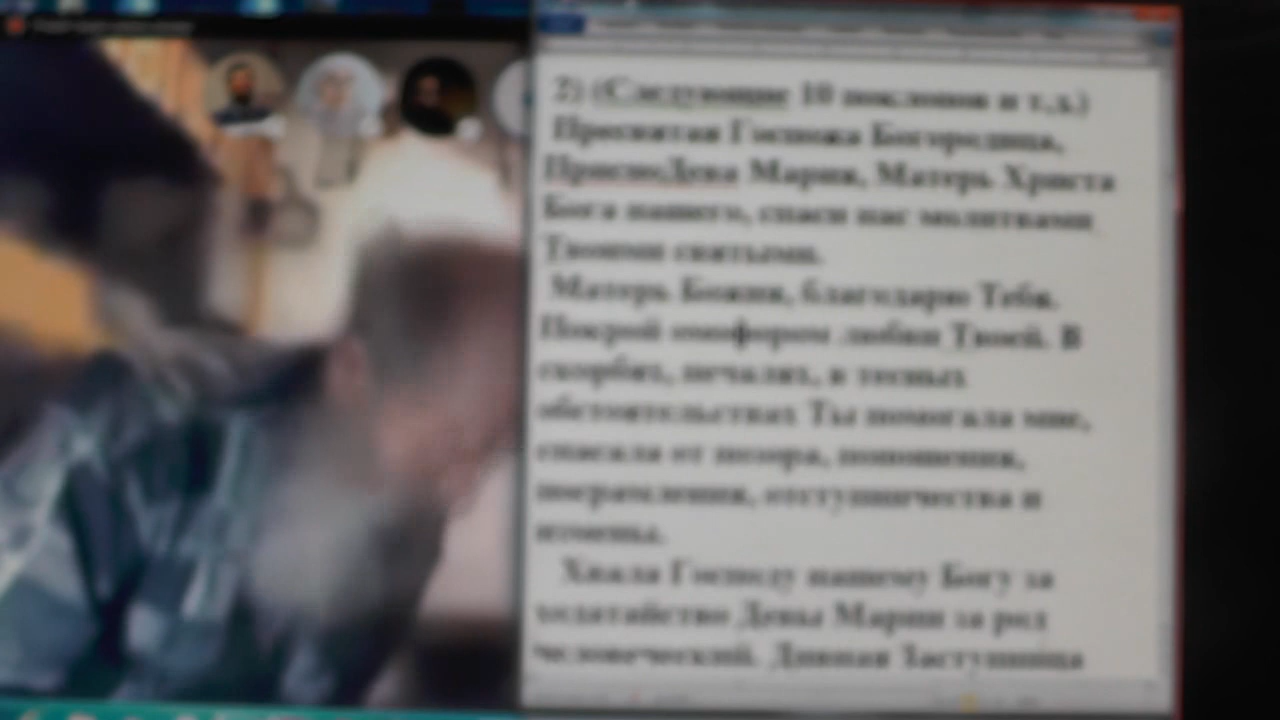 2) (Следующие 10 поклонов и т.д.)
Пресвятая Госпожа Богородица,
ПрисноДева Мария, Матерь Христа
Бога нашего, спаси нас молитвами
Твоими святыми.
Матерь Божия, благодарю Тебя.
Покрой омофором любви Твоей. В
скорбях, печалях, в тесных
обстоятельствах Ты помогала мне,
спасала от позора, поношения,
посрамления, отступничества и
измены.
Хвала Господу нашему Богу за
ходатайство Девы Марии за род
человеческий. Дивная Заступница